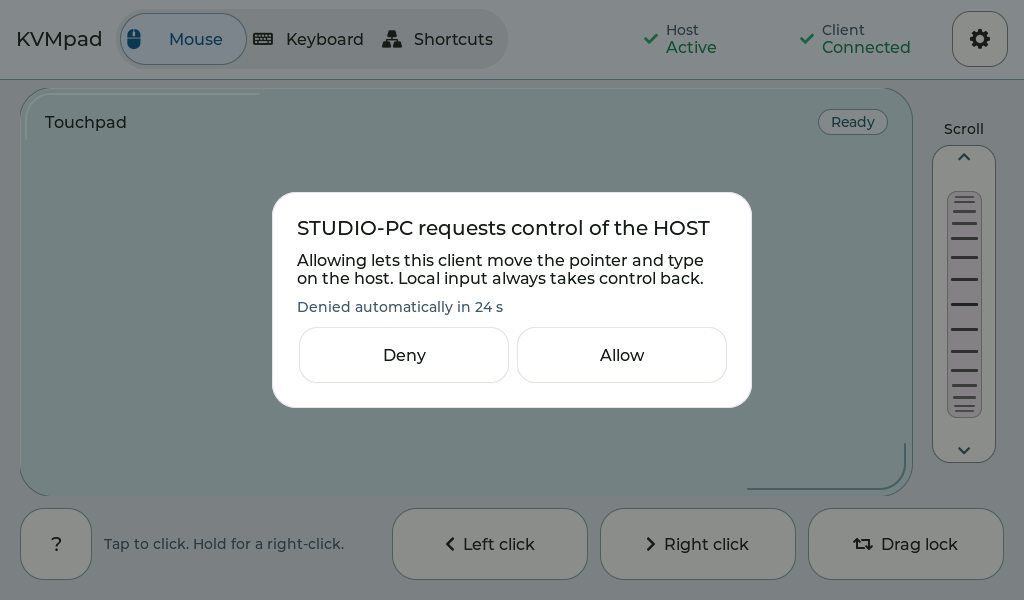 KVMpad
Mouse
Keyboard
Shortcuts
Host
Active
Client
Connected
Touchpad
Ready
Scroll
STUDIO-PC requests control of the HOST
Allowing lets this client move the pointer and type
on the host. Local input always takes control back.
Denied automatically in 24 s
Deny
Allow
?
Tap to click. Hold for a right-click.
Left click
Right click
Drag lock